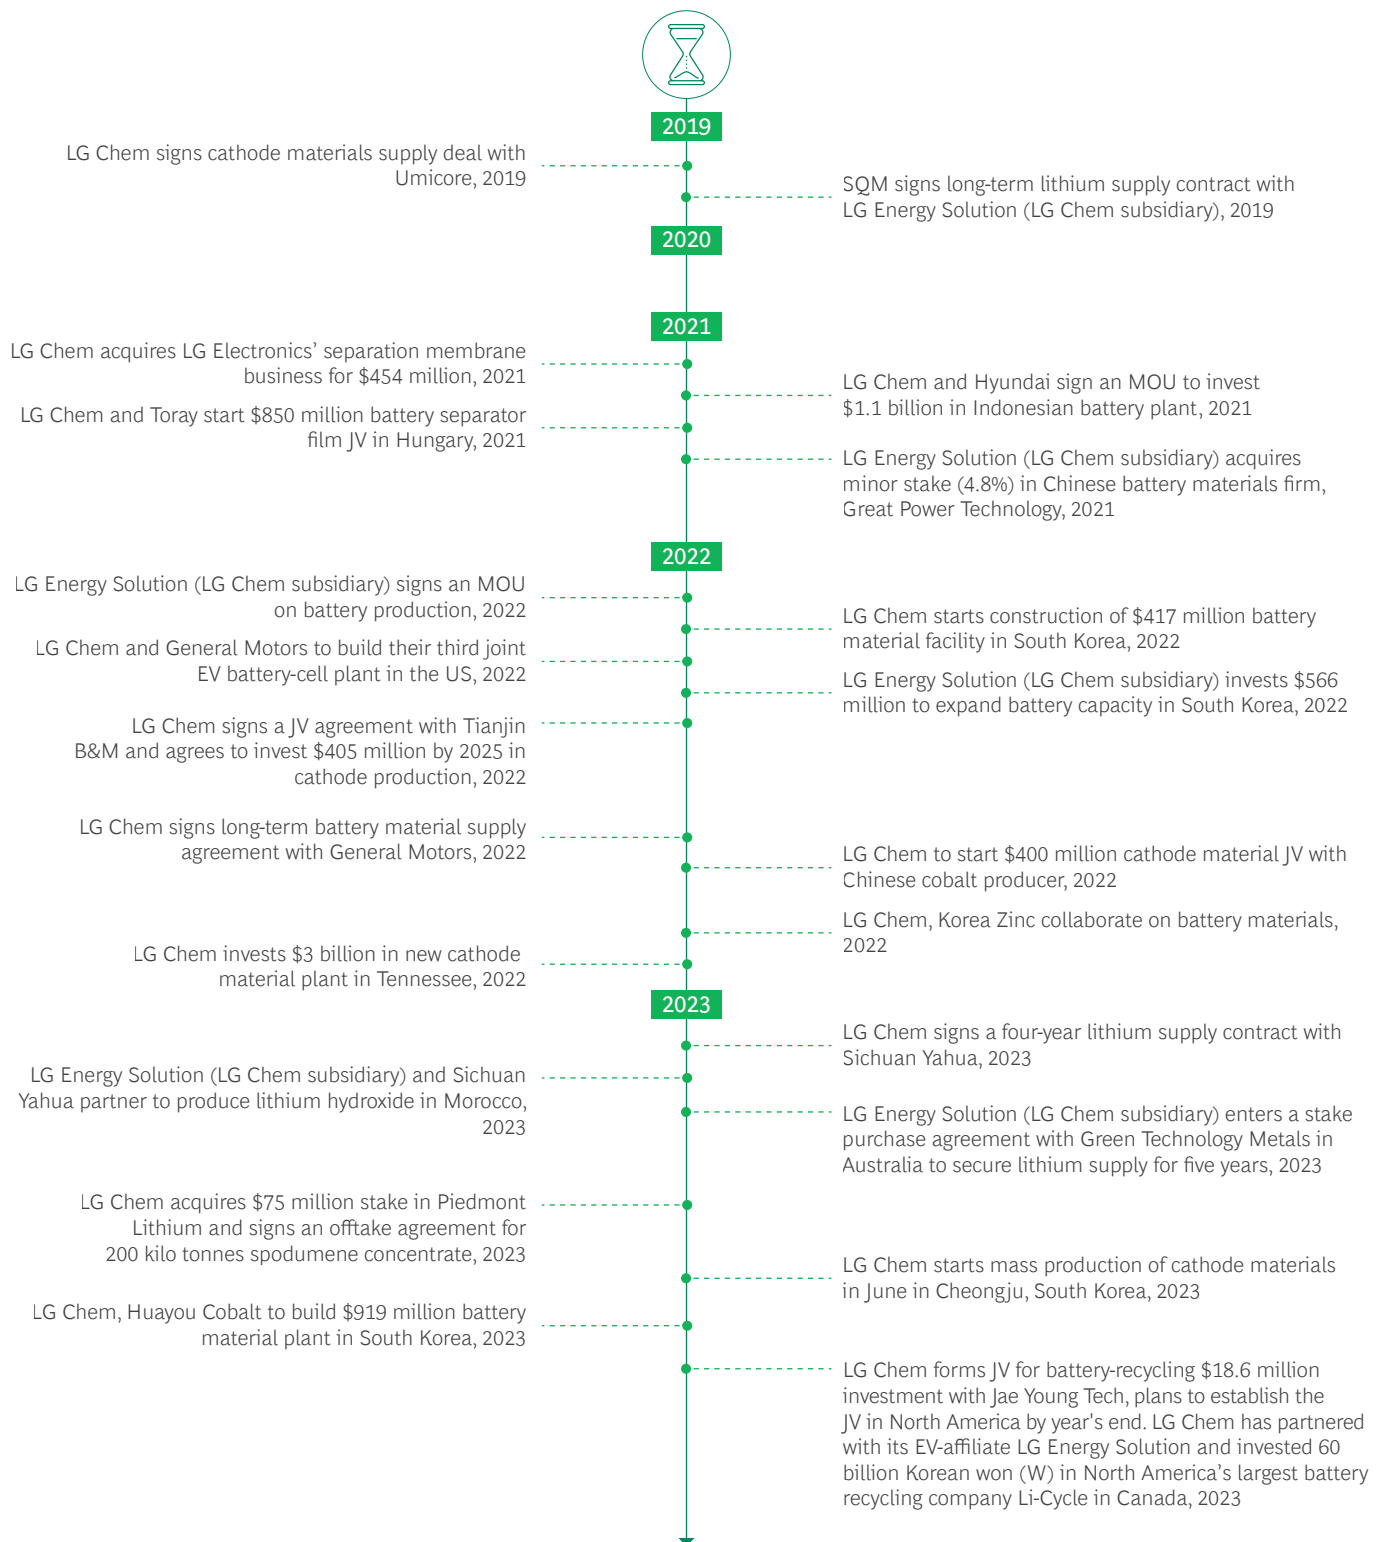 2019
LG Chem signs cathode materials supply deal with
Umicore, 2019
SQM signs long-term lithium supply contract with
LG Energy Solution (LG Chem subsidiary), 2019
2020
2021
LG Chem acquires LG Electronics’ separation membrane
business for $454 million, 2021
LG Chem and Hyundai sign an MOU to invest
$1.1 billion in Indonesian battery plant, 2021
LG Chem and Toray start $850 million battery separator
film JV in Hungary, 2021
LG Energy Solution (LG Chem subsidiary) acquires
minor stake (4.8%) in Chinese battery materials firm,
Great Power Technology, 2021
2022
LG Energy Solution (LG Chem subsidiary) signs an MOU
on battery production, 2022
LG Chem starts construction of $417 million battery
material facility in South Korea, 2022
LG Chem and General Motors to build their third joint
EV battery-cell plant in the US, 2022
LG Energy Solution (LG Chem subsidiary) invests $566
million to expand battery capacity in South Korea, 2022
LG Chem signs a JV agreement with Tianjin
B&M and agrees to invest $405 million by 2025 in
cathode production, 2022
LG Chem signs long-term battery material supply
agreement with General Motors, 2022
LG Chem to start $400 million cathode material JV with
Chinese cobalt producer, 2022
LG Chem, Korea Zinc collaborate on battery materials,
2022
LG Chem invests $3 billion in new cathode
material plant in Tennessee, 2022
2023
LG Chem signs a four-year lithium supply contract with
Sichuan Yahua, 2023
LG Energy Solution (LG Chem subsidiary) and Sichuan
Yahua partner to produce lithium hydroxide in Morocco,
2023
LG Energy Solution (LG Chem subsidiary) enters a stake
purchase agreement with Green Technology Metals in
Australia to secure lithium supply for five years, 2023
LG Chem acquires $75 million stake in Piedmont
Lithium and signs an offtake agreement for
200 kilo tonnes spodumene concentrate, 2023
LG Chem starts mass production of cathode materials
in June in Cheongju, South Korea, 2023
LG Chem, Huayou Cobalt to build $919 million battery
material plant in South Korea, 2023
LG Chem forms JV for battery-recycling $18.6 million
investment with Jae Young Tech, plans to establish the
JV in North America by year's end. LG Chem has partnered
with its EV-affiliate LG Energy Solution and invested 60
billion Korean won (W) in North America’s largest battery
recycling company Li-Cycle in Canada, 2023